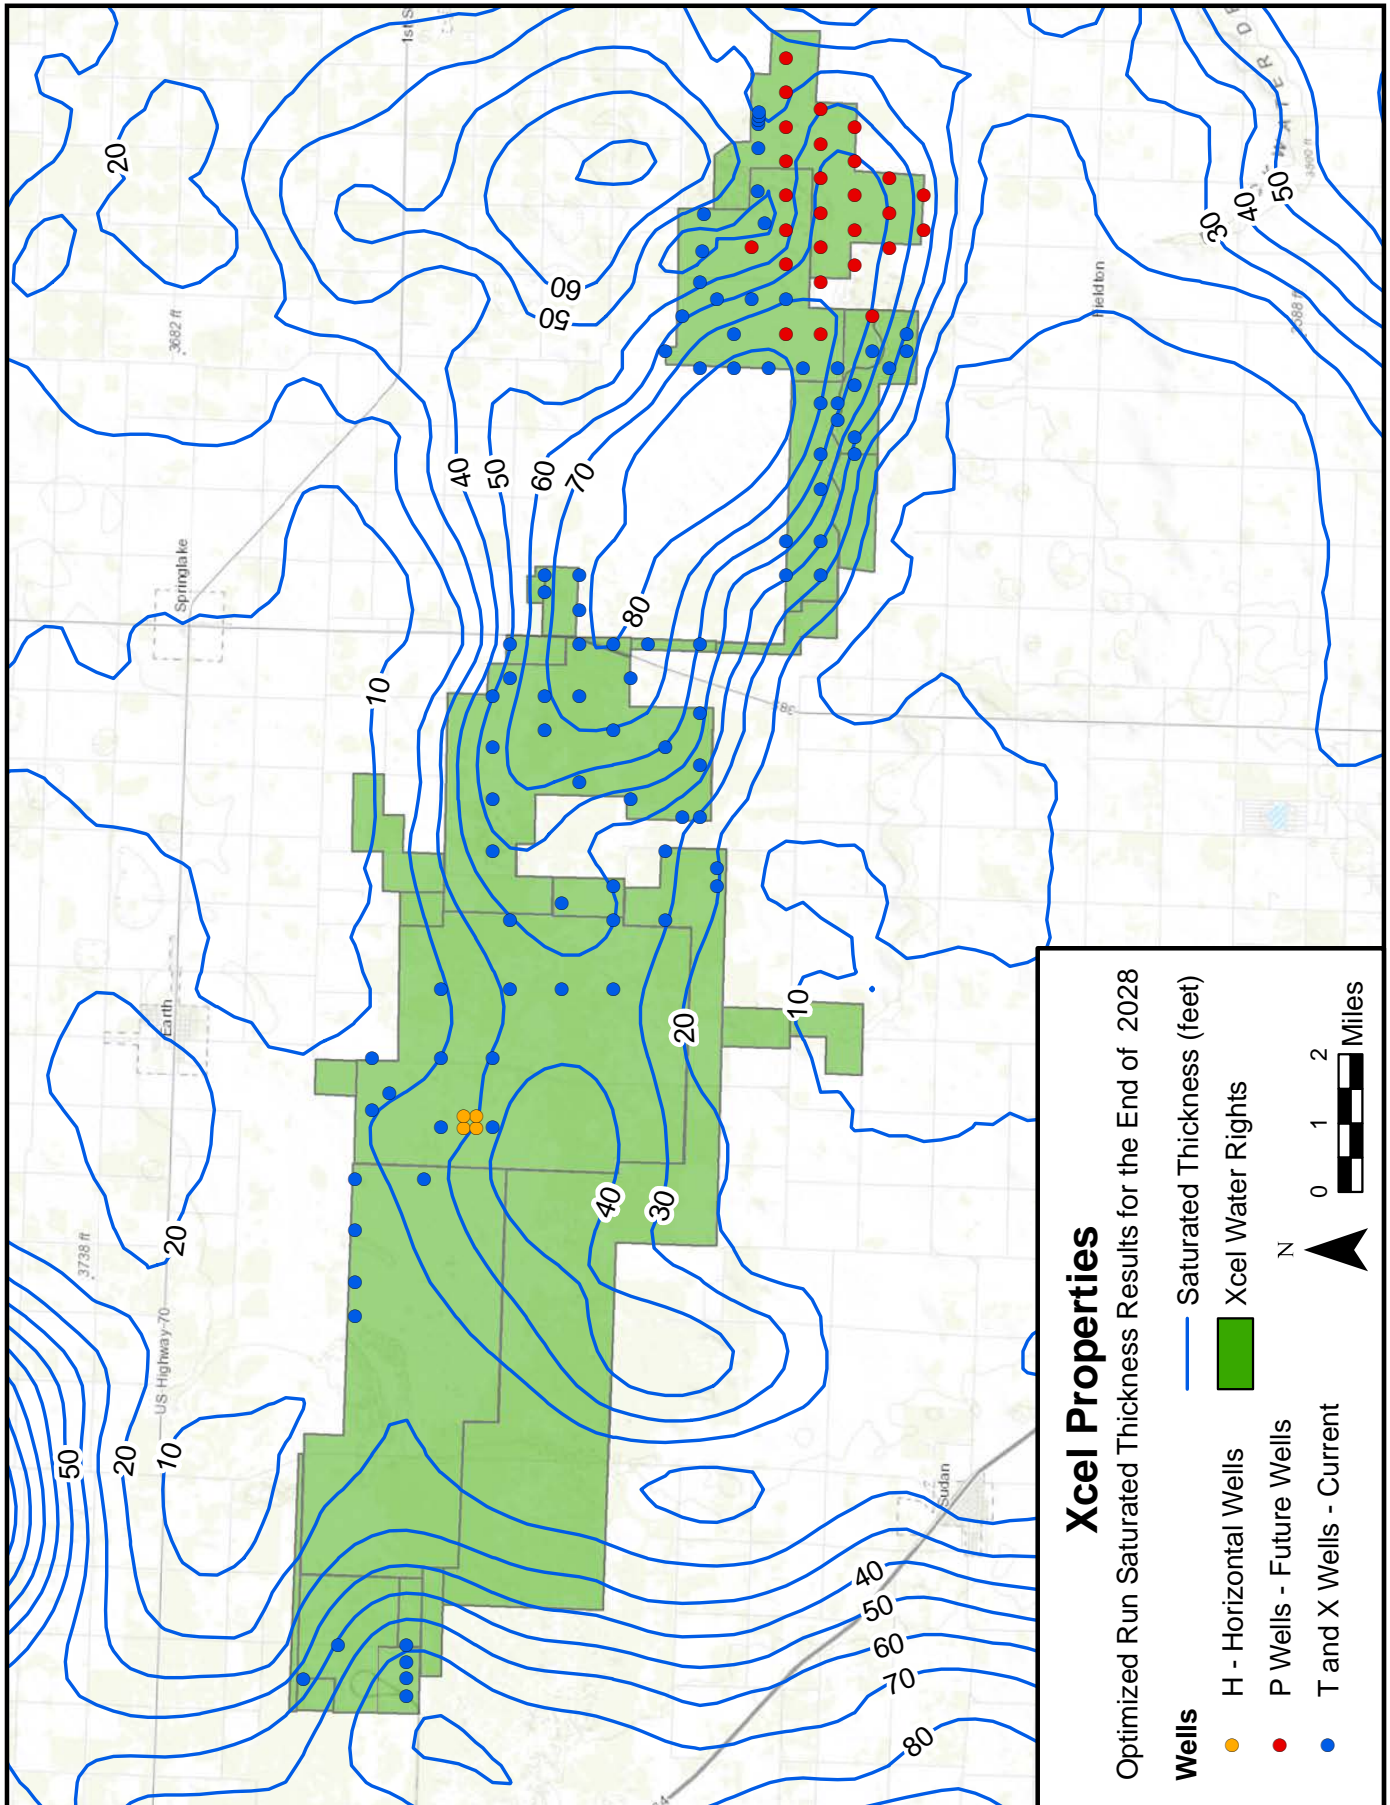 Xcel Properties
Optimized Run Saturated Thickness Results for the End of 2028
Wells
H - Horizontal Wells
P Wells - Future Wells
T and X Wells - Current
Saturated Thickness (feet)
Xcel Water Rights
N
0 1 2
Miles
Springlake
Earth
Sudan
Fieldton
US Highway-70
3682 ft
3738 ft
385
20
50
60
40
50
60
70
80
10
30
40
50
20
10
20
50
20
10
40
30
40
50
60
70
80